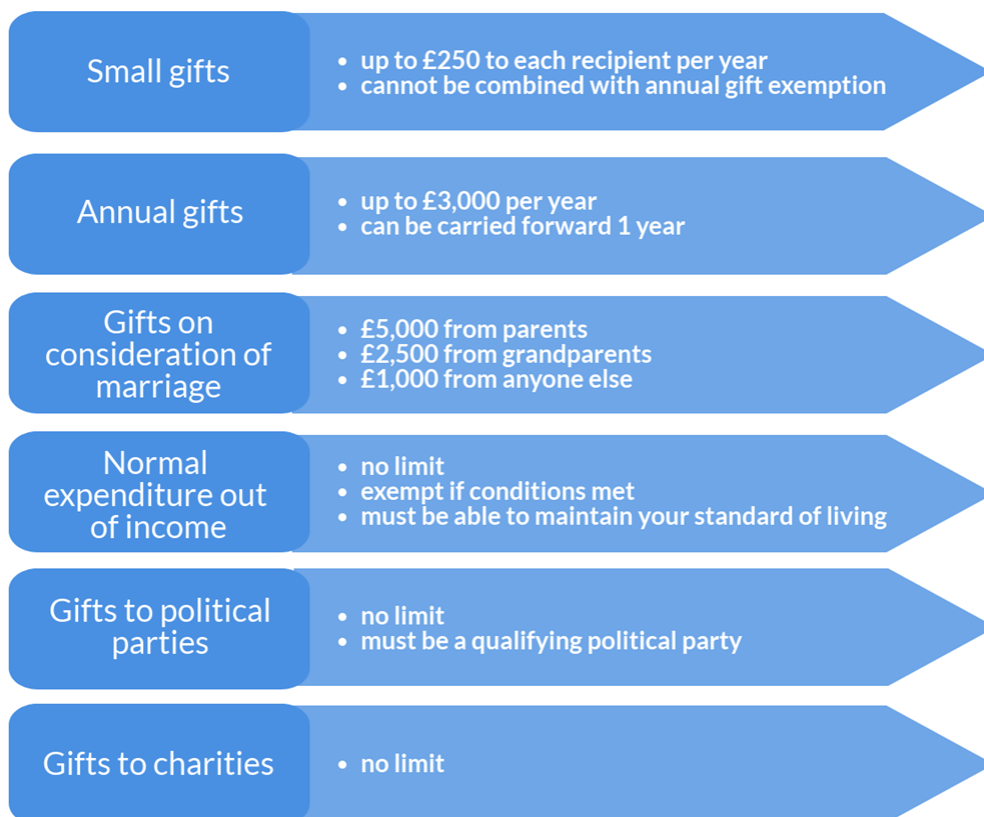 Small gifts
• up to £250 to each recipient per year
• cannot be combined with annual gift exemption
Annual gifts
• up to £3,000 per year
• can be carried forward 1 year
Gifts on
consideration of
marriage
• £5,000 from parents
• £2,500 from grandparents
• £1,000 from anyone else
Normal
expenditure out
of income
• no limit
• exempt if conditions met
• must be able to maintain your standard of living
Gifts to political
parties
• no limit
• must be a qualifying political party
Gifts to charities
• no limit